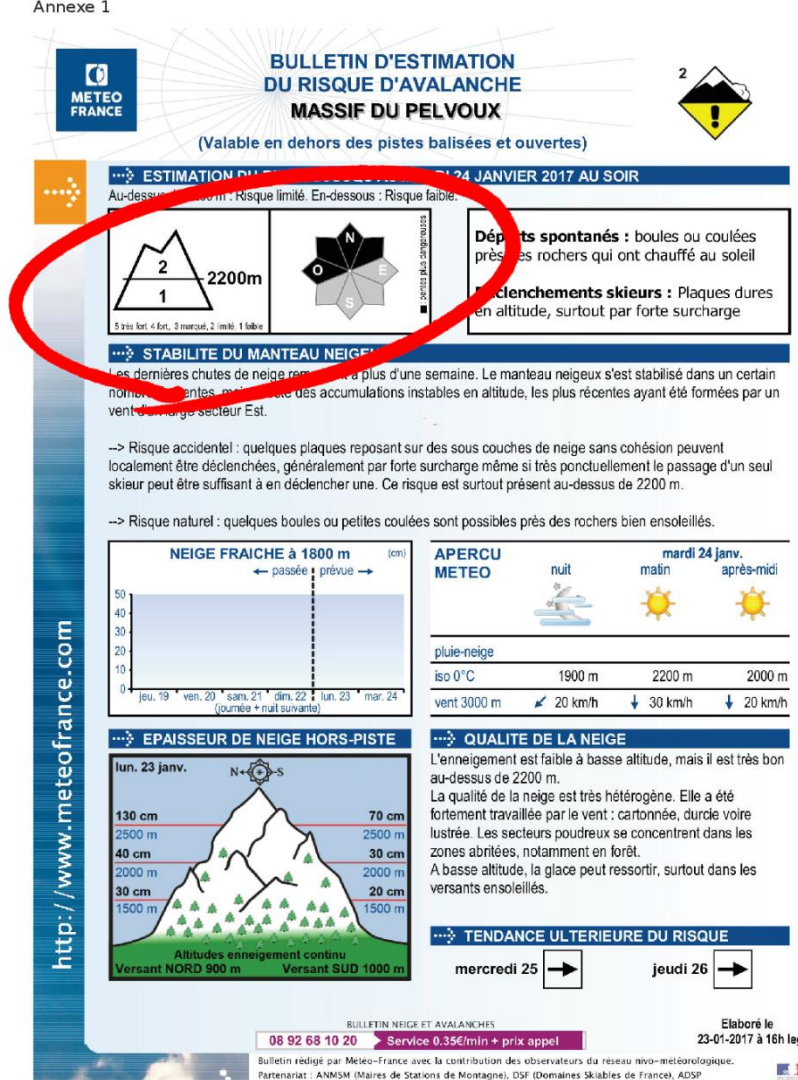 Annexe 1
METEO
FRANCE
BULLETIN D'ESTIMATION
DU RISQUE D'AVALANCHE
MASSIF DU PELVOUX
(Valable en dehors des pistes balisées et ouvertes)
2
ESTIMATION DU 24 JANVIER 2017 AU SOIR
Au-dessus m : Risque limité. En-dessous : Risque faible.
2
1
2200m
5 très fort, 4 fort, 3 marqué, 2 limité, 1 faible
N
O
E
S
: pentes plus dangereuses
Départs spontanés : boules ou coulées
près des rochers qui ont chauffé au soleil
Déclenchements skieurs : Plaques dures
en altitude, surtout par forte surcharge
STABILITE DU MANTEAU NEIGEUX
Les dernières chutes de neige à plus d'une semaine. Le manteau neigeux s'est stabilisé dans un certain
des accumulations instables en altitude, les plus récentes ayant été formées par un
vent d'un large secteur Est.
--> Risque accidentel : quelques plaques reposant sur des sous couches de neige sans cohésion peuvent
localement être déclenchées, généralement par forte surcharge même si très ponctuellement le passage d'un seul
skieur peut être suffisant à en déclencher une. Ce risque est surtout présent au-dessus de 2200 m.
--> Risque naturel : quelques boules ou petites coulées sont possibles près des rochers bien ensoleillés.
NEIGE FRAICHE à 1800 m (cm)
← passée prévue →
50
40
30
20
10
0
jeu. 19 ven. 20 sam. 21 dim. 22 lun. 23 mar. 24
(journée + nuit suivante)
APERCU
METEO
mardi 24 janv.
nuit matin après-midi
pluie-neige
iso 0°C 1900 m 2200 m 2000 m
vent 3000 m 20 km/h 30 km/h 20 km/h
EPAISSEUR DE NEIGE HORS-PISTE
lun. 23 janv.
N S
130 cm 70 cm
2500 m 2500 m
40 cm 30 cm
2000 m 2000 m
30 cm 20 cm
1500 m 1500 m
Altitudes enneigement continu
Versant NORD 900 m Versant SUD 1000 m
QUALITE DE LA NEIGE
L'enneigement est faible à basse altitude, mais il est très bon
au-dessus de 2200 m.
La qualité de la neige est très hétérogène. Elle a été
fortement travaillée par le vent : cartonnée, durcie voire
lustrée. Les secteurs poudreux se concentrent dans les
zones abritées, notamment en forêt.
A basse altitude, la glace peut ressortir, surtout dans les
versants ensoleillés.
TENDANCE ULTERIEURE DU RISQUE
mercredi 25 jeudi 26
http://www.meteofrance.com
BULLETIN NEIGE ET AVALANCHES
08 92 68 10 20 Service 0.35€/min + prix appel
Elaboré le
23-01-2017 à 16h leg
Bulletin rédigé par Météo-France avec la contribution des observateurs du réseau nivo-météorologique.
Partenariat : ANMSM (Maires de Stations de Montagne), DSF (Domaines Skiables de France), ADSP